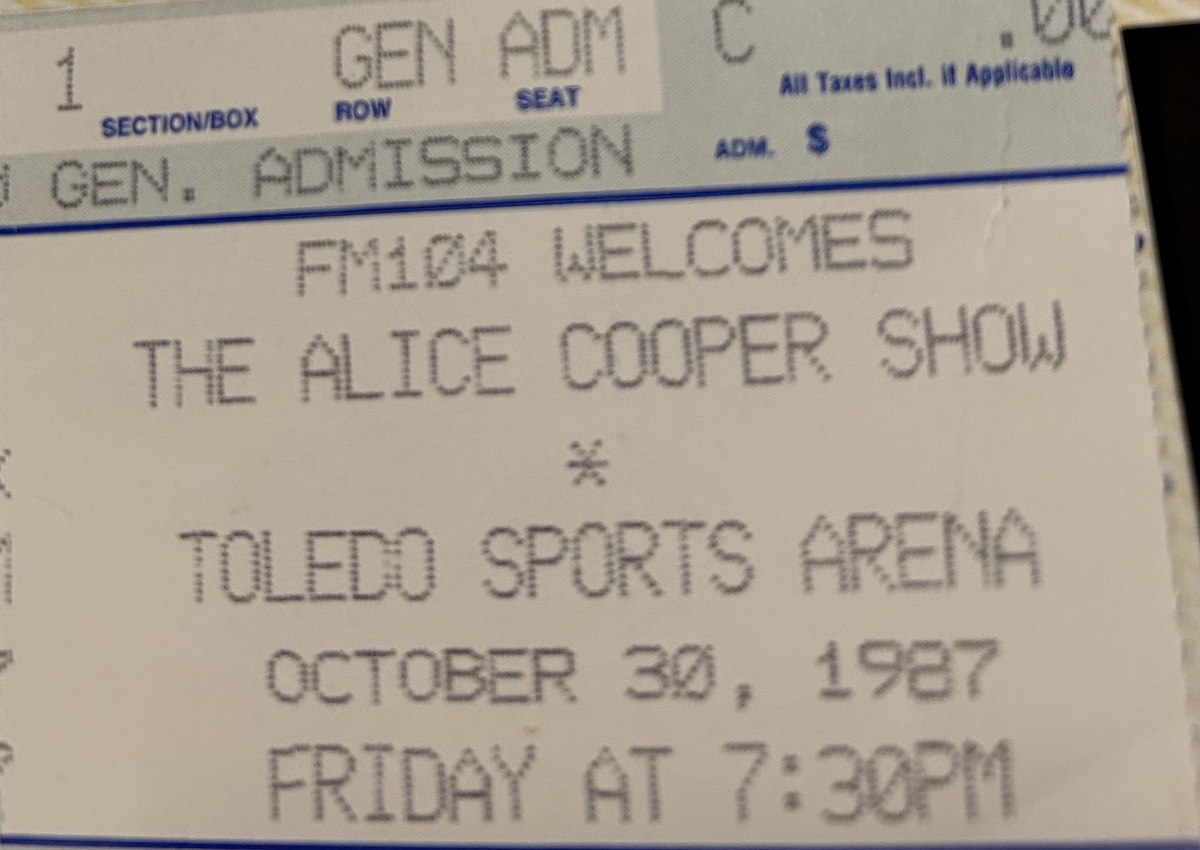 1 GEN ADM C .00
SECTION/BOX ROW SEAT All Taxes Incl. if Applicable
GEN. ADMISSION ADM. $
FM104 WELCOMES
THE ALICE COOPER SHOW
*
TOLEDO SPORTS ARENA
OCTOBER 30, 1987
FRIDAY AT 7:30PM